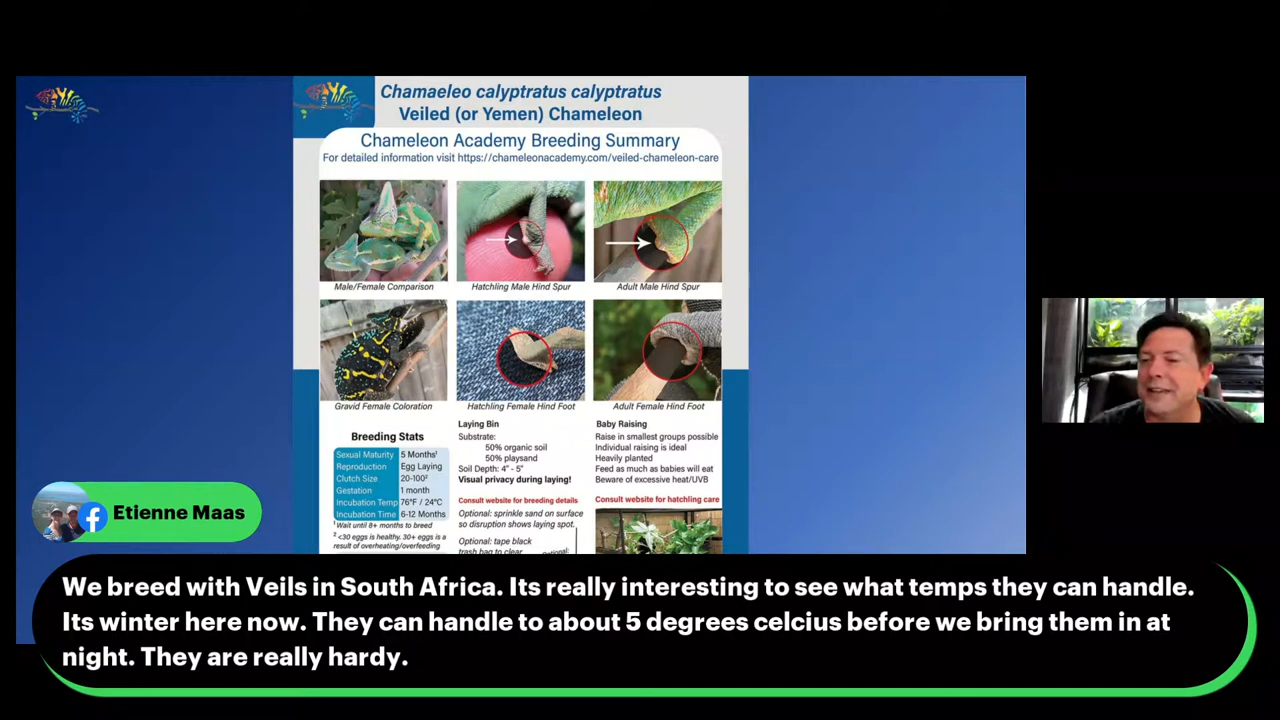 Chamaeleo calyptratus calyptratus
Veiled (or Yemen) Chameleon
Chameleon Academy Breeding Summary
For detailed information visit https://chameleonacademy.com/veiled-chameleon-care
Male/Female Comparison
Hatchling Male Hind Spur
Adult Male Hind Spur
Gravid Female Coloration
Hatchling Female Hind Foot
Adult Female Hind Foot
Breeding Stats
Sexual Maturity 5 Months¹
Reproduction Egg Laying
Clutch Size 20-100²
Gestation 1 month
Incubation Temp 76°F / 24°C
Incubation Time 6-12 Months
¹ Wait until 8+ months to breed
² <30 eggs is healthy. 30+ eggs is a
result of overheating/overfeeding
Laying Bin
Substrate:
50% organic soil
50% playsand
Soil Depth: 4" - 5"
Visual privacy during laying!
Consult website for breeding details
Optional: sprinkle sand on surface
so disruption shows laying spot.
Optional: tape black
trash bag to clear
Optional:
Baby Raising
Raise in smallest groups possible
Individual raising is ideal
Heavily planted
Feed as much as babies will eat
Beware of excessive heat/UVB
Consult website for hatchling care
Etienne Maas
We breed with Veils in South Africa. Its really interesting to see what temps they can handle.
Its winter here now. They can handle to about 5 degrees celcius before we bring them in at
night. They are really hardy.